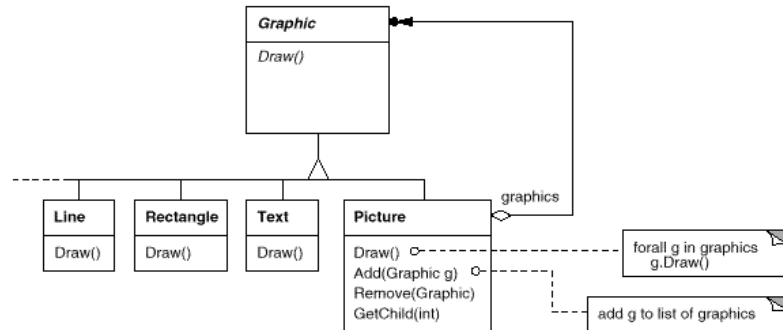 Graphic
Draw()
graphics
Line
Rectangle
Text
Picture
Draw()
Draw()
Draw()
Draw()
Add(Graphic g)
Remove(Graphic)
GetChild(int)
forall g in graphics
g.Draw()
add g to list of graphics